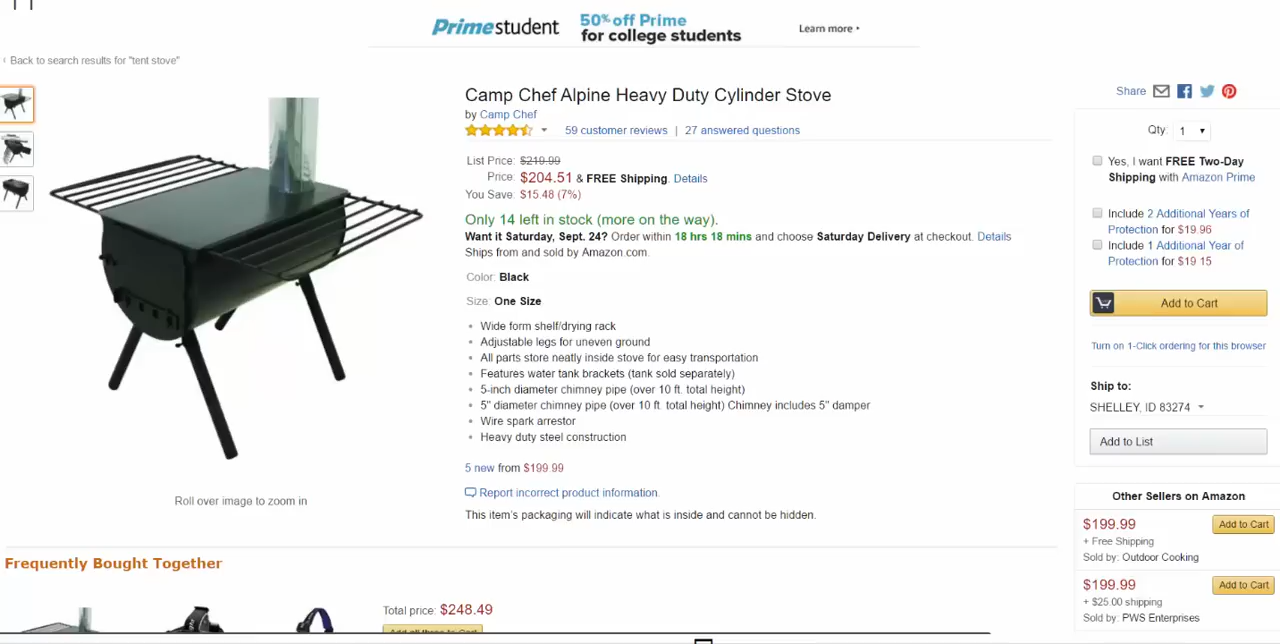 Primestudent
50% off Prime
for college students
Learn more
‹ Back to search results for "tent stove"
Camp Chef Alpine Heavy Duty Cylinder Stove
by Camp Chef
59 customer reviews | 27 answered questions
List Price: $219.99
Price: $204.51 & FREE Shipping. Details
You Save: $15.48 (7%)
Only 14 left in stock (more on the way).
Want it Saturday, Sept. 24? Order within 18 hrs 18 mins and choose Saturday Delivery at checkout. Details
Ships from and sold by Amazon.com.
Color: Black
Size: One Size
Wide form shelf/drying rack
Adjustable legs for uneven ground
All parts store neatly inside stove for easy transportation
Features water tank brackets (tank sold separately)
5-inch diameter chimney pipe (over 10 ft. total height)
5" diameter chimney pipe (over 10 ft. total height) Chimney includes 5" damper
Wire spark arrestor
Heavy duty steel construction
5 new from $199.99
Report incorrect product information.
This item's packaging will indicate what is inside and cannot be hidden.
Roll over image to zoom in
Frequently Bought Together
Total price: $248.49
Add all three to Cart
Share
Qty: 1
Yes, I want FREE Two-Day
Shipping with Amazon Prime
Include 2 Additional Years of
Protection for $19.96
Include 1 Additional Year of
Protection for $19 15
Add to Cart
Turn on 1-Click ordering for this browser
Ship to:
SHELLEY, ID 83274
Add to List
Other Sellers on Amazon
$199.99 Add to Cart
+ Free Shipping
Sold by: Outdoor Cooking
$199.99 Add to Cart
+ $25.00 shipping
Sold by: PWS Enterprises